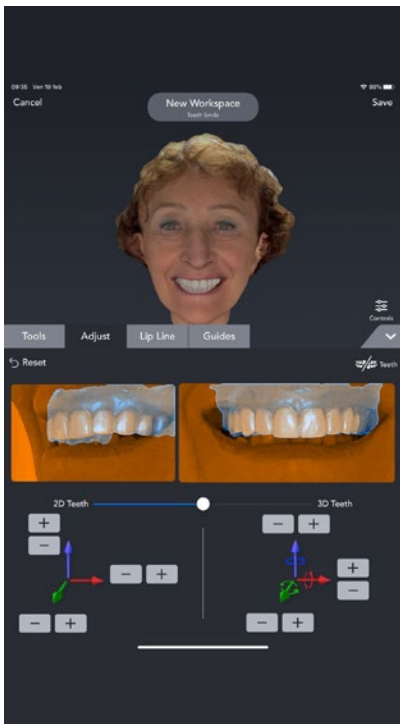 09:35 Ven 19 feb
88%
Cancel
New Workspace
Save
Teeth Smile
Controls
Tools
Adjust
Lip Line
Guides
Reset
Teeth
2D Teeth
3D Teeth
+
−
− +
− +
− +
+
−
− +